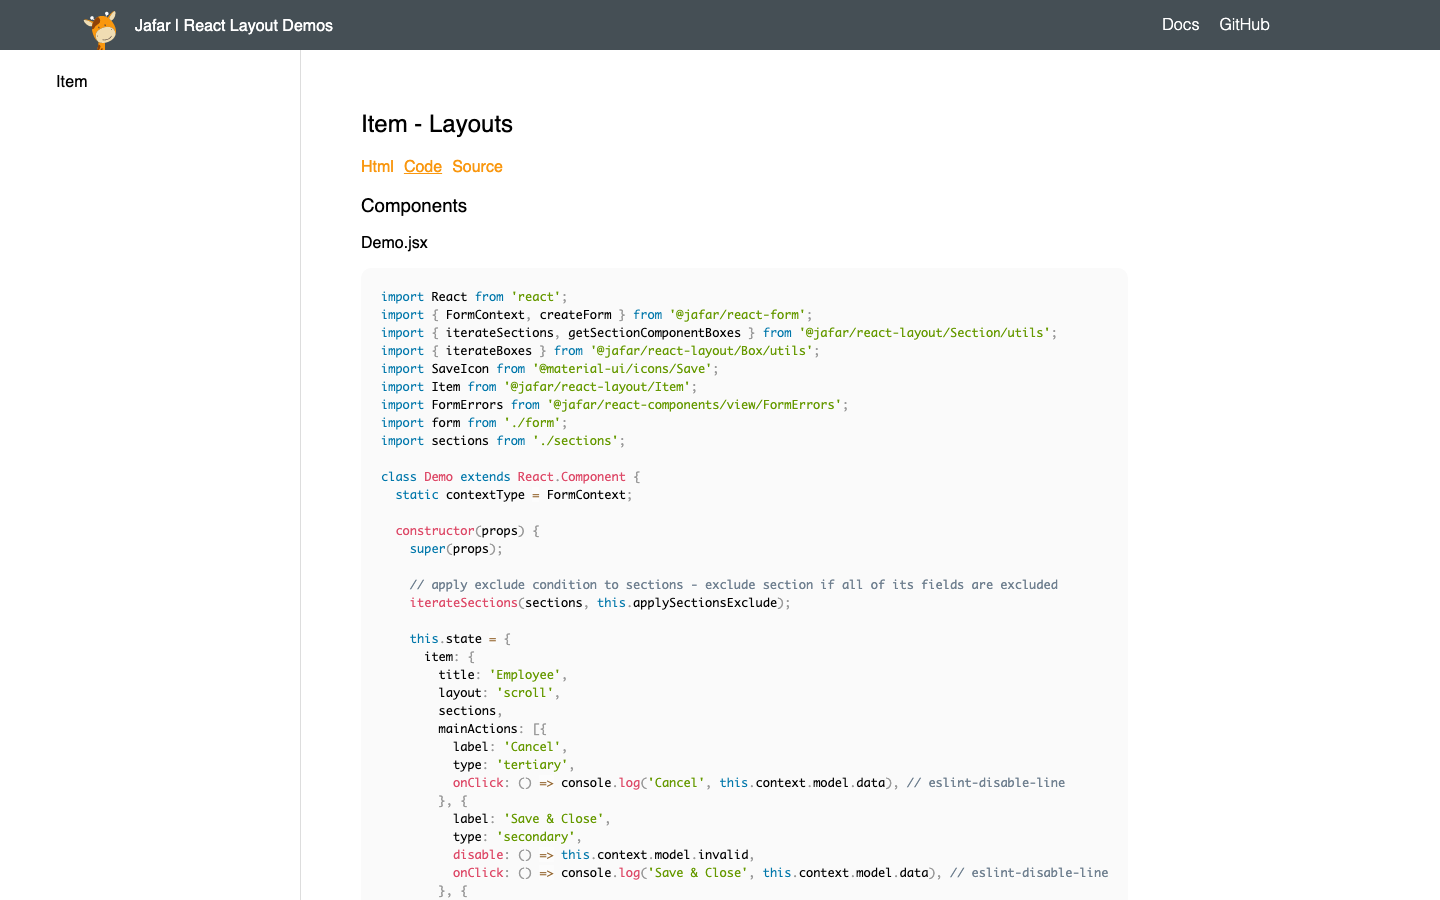 Jafar | React Layout Demos
Docs
GitHub
Item
Item - Layouts
Html Code Source
Components
Demo.jsx
import React from 'react';
import { FormContext, createForm } from '@jafar/react-form';
import { iterateSections, getSectionComponentBoxes } from '@jafar/react-layout/Section/utils';
import { iterateBoxes } from '@jafar/react-layout/Box/utils';
import SaveIcon from '@material-ui/icons/Save';
import Item from '@jafar/react-layout/Item';
import FormErrors from '@jafar/react-components/view/FormErrors';
import form from './form';
import sections from './sections';
class Demo extends React.Component {
static contextType = FormContext;
constructor(props) {
super(props);
// apply exclude condition to sections - exclude section if all of its fields are excluded
iterateSections(sections, this.applySectionsExclude);
this.state = {
item: {
title: 'Employee',
layout: 'scroll',
sections,
mainActions: [{
label: 'Cancel',
type: 'tertiary',
onClick: () => console.log('Cancel', this.context.model.data), // eslint-disable-line
}, {
label: 'Save & Close',
type: 'secondary',
disable: () => this.context.model.invalid,
onClick: () => console.log('Save & Close', this.context.model.data), // eslint-disable-line
}, {